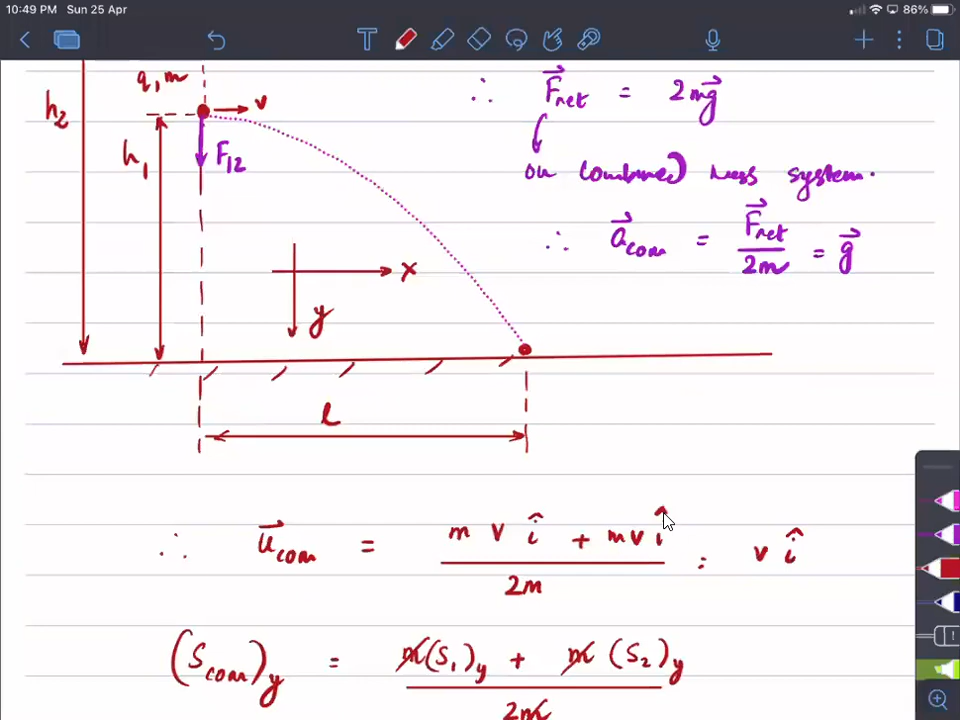 10:49 PM Sun 25 Apr
86%
q, m
v
h₂
h₁
F₁₂
x
y
l
∴ F⃗net = 2mg⃗
on combined mass system.
∴ a⃗com = F⃗net / 2m = g⃗
∴ u⃗com = (m v î + m v î) / 2m = v î
(Scom)y = (m(S₁)y + m(S₂)y) / 2m